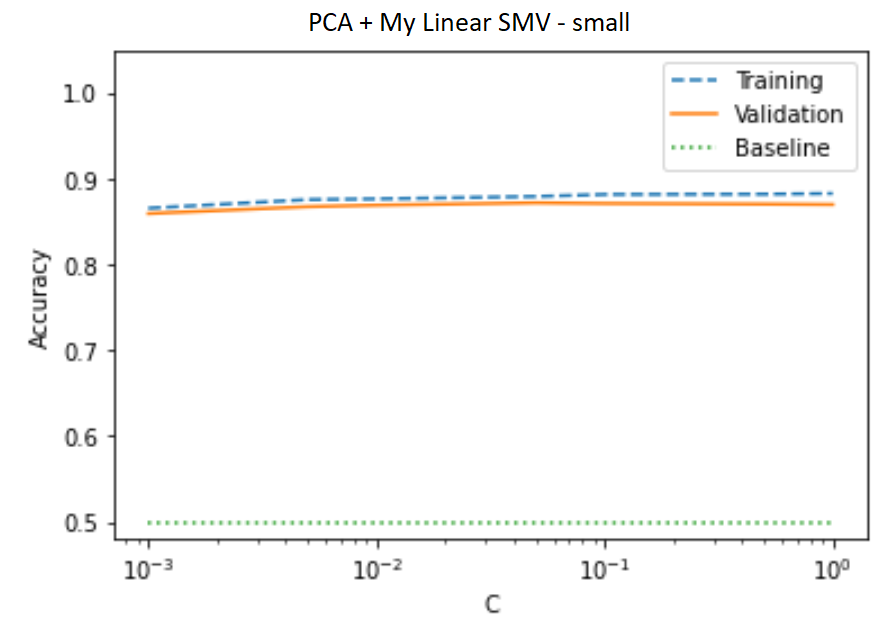 PCA + My Linear SMV - small
Training
Validation
Baseline
1.0
0.9
0.8
0.7
0.6
0.5
Accuracy
10⁻³ 10⁻² 10⁻¹ 10⁰
C